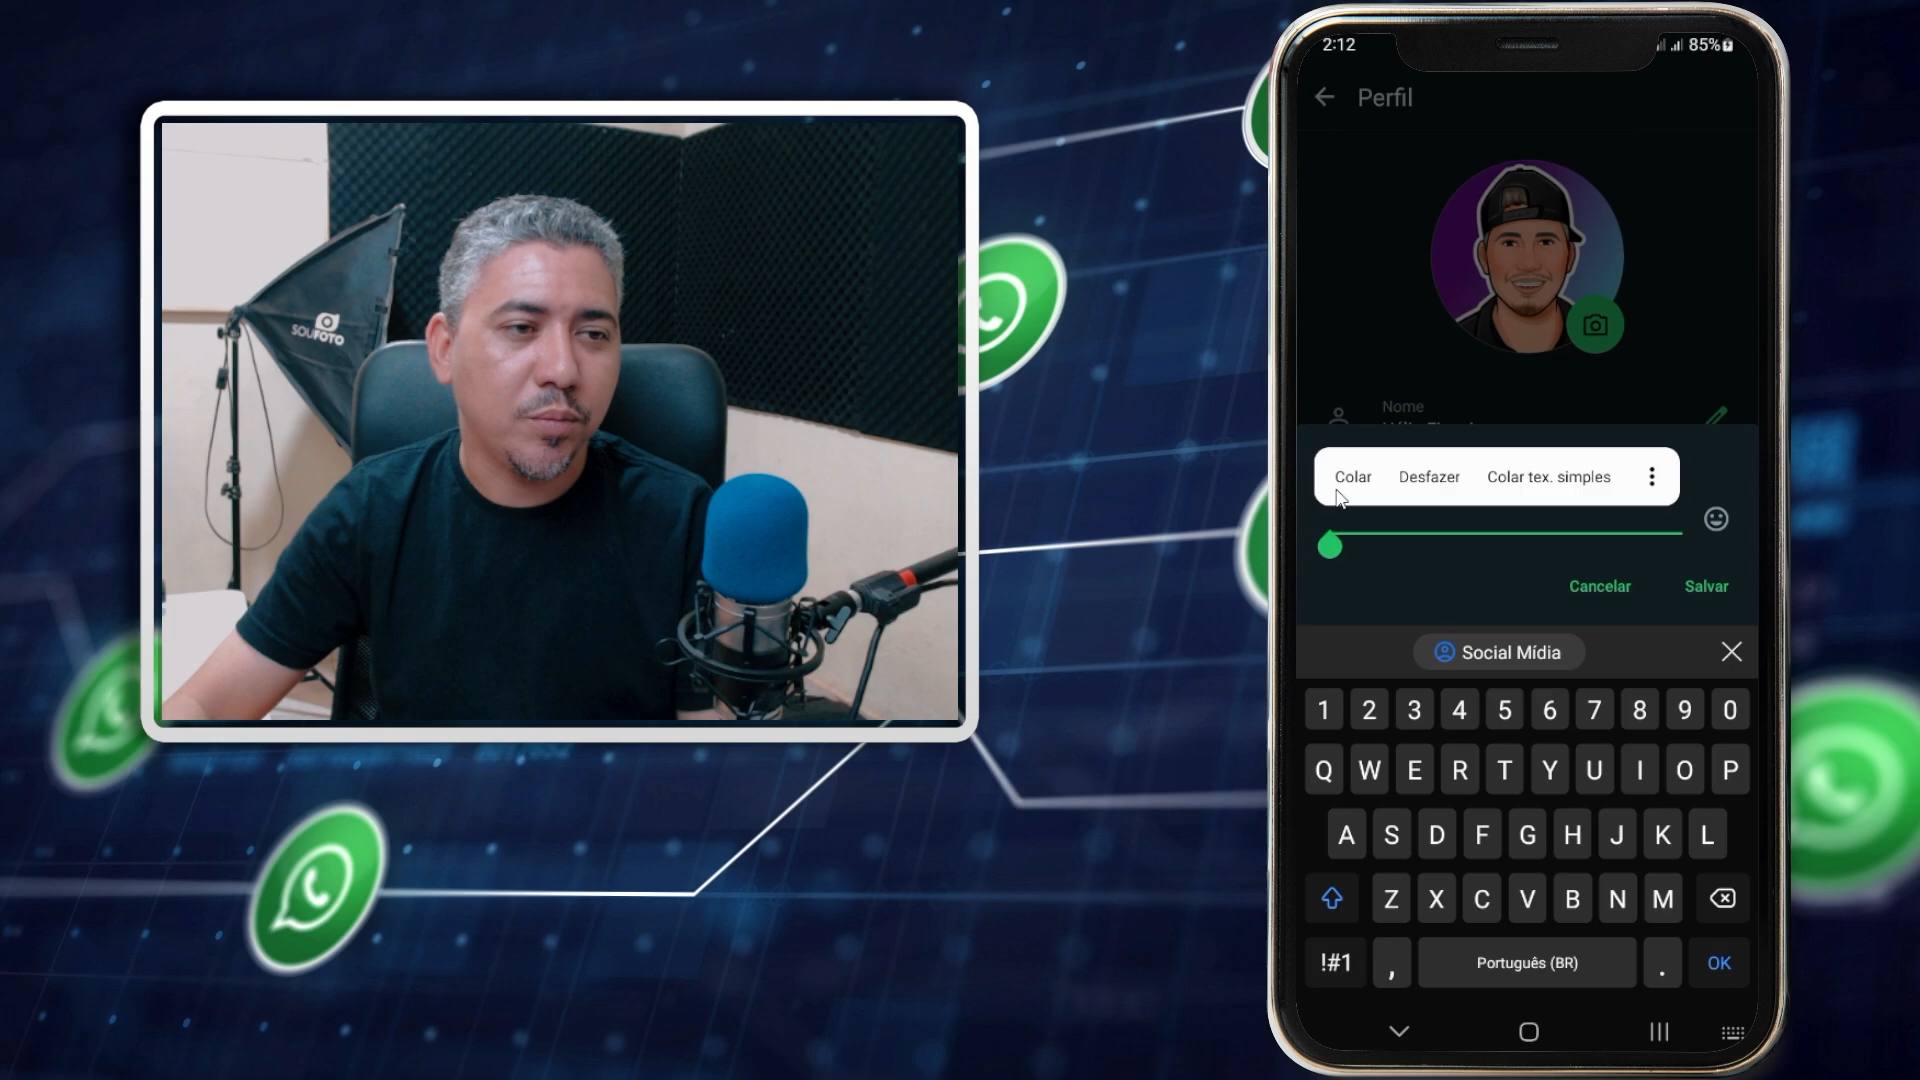 SOUFOTO
2:12
85%
Perfil
Nome
Colar Desfazer Colar tex. simples
Cancelar Salvar
Social Mídia
1 2 3 4 5 6 7 8 9 0
Q W E R T Y U I O P
A S D F G H J K L
Z X C V B N M
!#1 , Português (BR) . OK